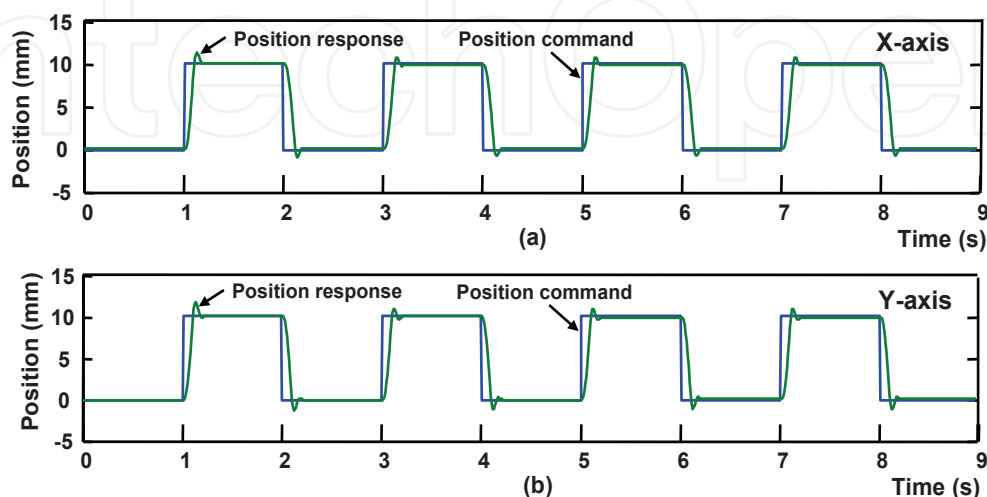 15
Position response
Position command
X-axis
10
5
0
-5
Position (mm)
0 1 2 3 4 5 6 7 8 9
(a)
Time (s)
15
Position response
Position command
Y-axis
10
5
0
-5
Position (mm)
0 1 2 3 4 5 6 7 8 9
(b)
Time (s)